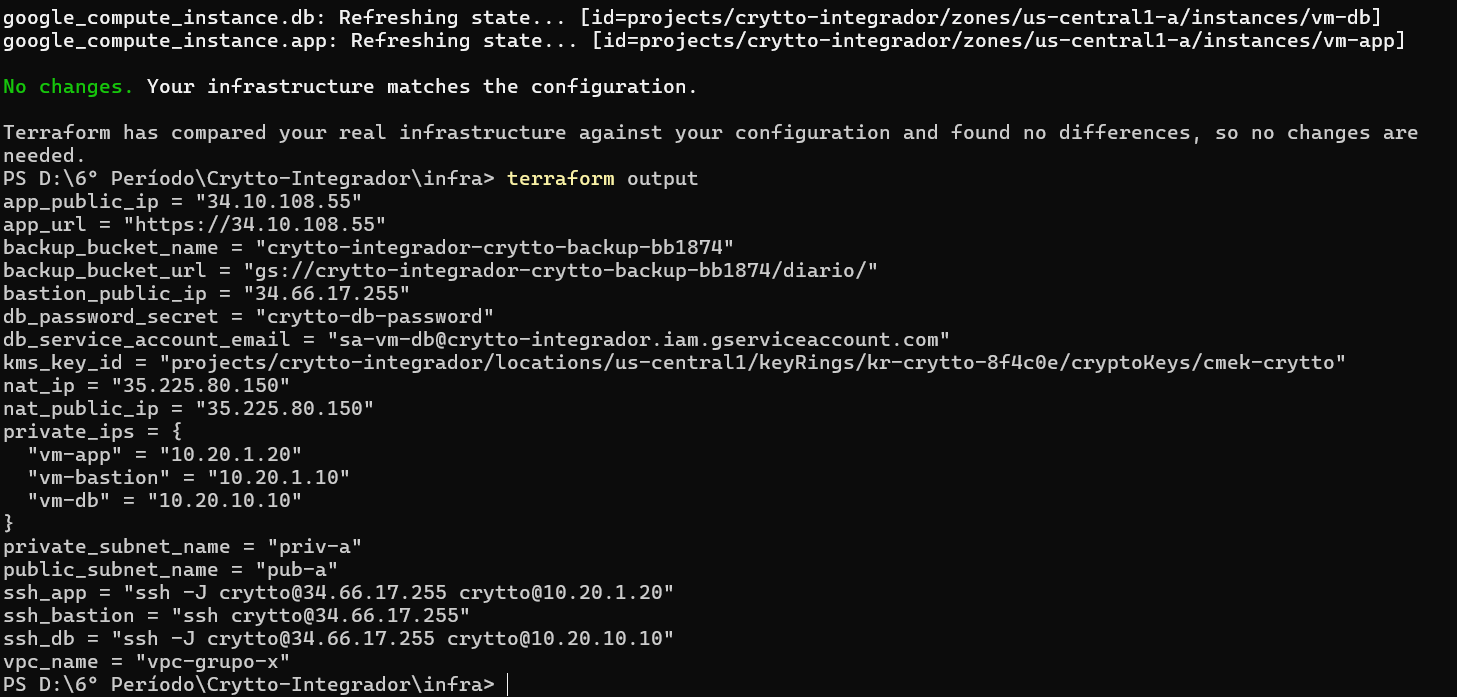 google_compute_instance.db: Refreshing state... [id=projects/crytto-integrador/zones/us-central1-a/instances/vm-db]
google_compute_instance.app: Refreshing state... [id=projects/crytto-integrador/zones/us-central1-a/instances/vm-app]
No changes. Your infrastructure matches the configuration.
Terraform has compared your real infrastructure against your configuration and found no differences, so no changes are
needed.
PS D:\6° Período\Crytto-Integrador\infra> terraform output
app_public_ip = "34.10.108.55"
app_url = "https://34.10.108.55"
backup_bucket_name = "crytto-integrador-crytto-backup-bb1874"
backup_bucket_url = "gs://crytto-integrador-crytto-backup-bb1874/diario/"
bastion_public_ip = "34.66.17.255"
db_password_secret = "crytto-db-password"
db_service_account_email = "sa-vm-db@crytto-integrador.iam.gserviceaccount.com"
kms_key_id = "projects/crytto-integrador/locations/us-central1/keyRings/kr-crytto-8f4c0e/cryptoKeys/cmek-crytto"
nat_ip = "35.225.80.150"
nat_public_ip = "35.225.80.150"
private_ips = {
  "vm-app" = "10.20.1.20"
  "vm-bastion" = "10.20.1.10"
  "vm-db" = "10.20.10.10"
}
private_subnet_name = "priv-a"
public_subnet_name = "pub-a"
ssh_app = "ssh -J crytto@34.66.17.255 crytto@10.20.1.20"
ssh_bastion = "ssh crytto@34.66.17.255"
ssh_db = "ssh -J crytto@34.66.17.255 crytto@10.20.10.10"
vpc_name = "vpc-grupo-x"
PS D:\6° Período\Crytto-Integrador\infra>